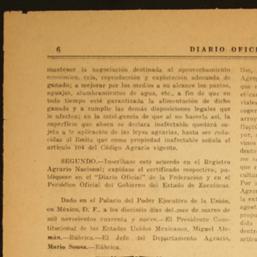 6 DIARIO OFIC
mantener la negociación destinada al aprovechamiento
económico, cría, reproducción y explotación adecuada de
ganado; a mejorar por los medios a su alcance los pastos,
aguajes, alumbramientos de agua, etc., a fin de que en
todo tiempo esté garantizada la alimentación de dicho
ganado y a cumplir las demás disposiciones legales que
le afecten; en la inteligencia de que al no hacerlo así, la
superficie que ahora se declara inafectable quedará su-
jeta a la aplicación de las leyes agrarias, hasta ser redu-
cida al límite que como propiedad inafectable señala el
artículo 104 del Código Agrario vigente.
SEGUNDO.—Inscríbase este acuerdo en el Registro
Agrario Nacional; expídase el certificado respectivo, pu-
blíquese en el "Diario Oficial" de la Federación y en el
Periódico Oficial del Gobierno del Estado de Zacatecas.
Dado en el Palacio del Poder Ejecutivo de la Unión,
en México, D. F., a los dieciséis días del mes de marzo de
mil novecientos cuarenta y nueve.—El Presidente Cons-
titucional de los Estados Unidos Mexicanos, Miguel Ale-
mán.—Rúbrica.—El Jefe del Departamento Agrario,
Mario Sousa.—Rúbrica.